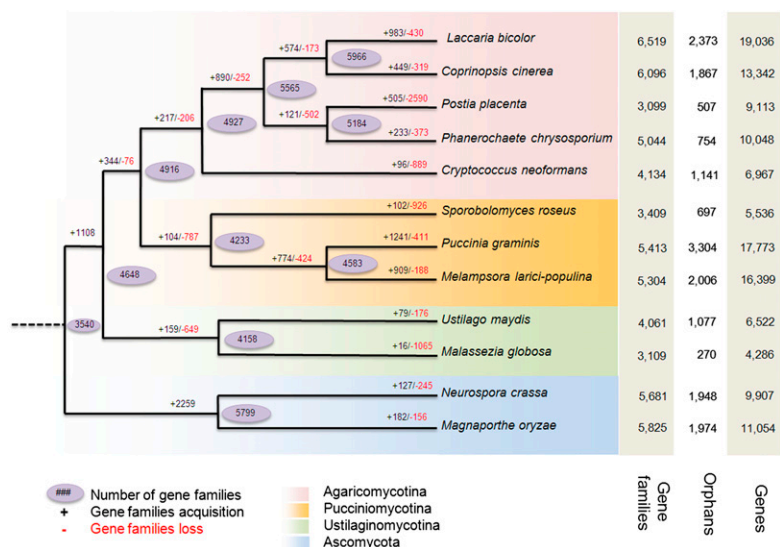 +983/-430
Laccaria bicolor
6,519 2,373 19,036
+574/-173
5966
+449/-319
Coprinopsis cinerea
6,096 1,867 13,342
+890/-252
5565
+505/-2590
Postia placenta
3,099 507 9,113
+217/-206
4927
+121/-502
5184
+233/-373
Phanerochaete chrysosporium
5,044 754 10,048
+344/-76
4916
+96/-889
Cryptococcus neoformans
4,134 1,141 6,967
+102/-926
Sporobolomyces roseus
3,409 697 5,536
+1108
+104/-787
4233
+1241/-411
Puccinia graminis
5,413 3,304 17,773
4648
+774/-424
4583
+909/-188
Melampsora larici-populina
5,304 2,006 16,399
3540
+79/-176
Ustilago maydis
4,061 1,077 6,522
+159/-649
4158
+16/-1065
Malassezia globosa
3,109 270 4,286
+127/-245
Neurospora crassa
5,681 1,948 9,907
+2259
5799
+182/-156
Magnaporthe oryzae
5,825 1,974 11,054
### Number of gene families
+ Gene families acquisition
- Gene families loss
Agaricomycotina
Pucciniomycotina
Ustilaginomycotina
Ascomycota
Gene families
Orphans
Genes